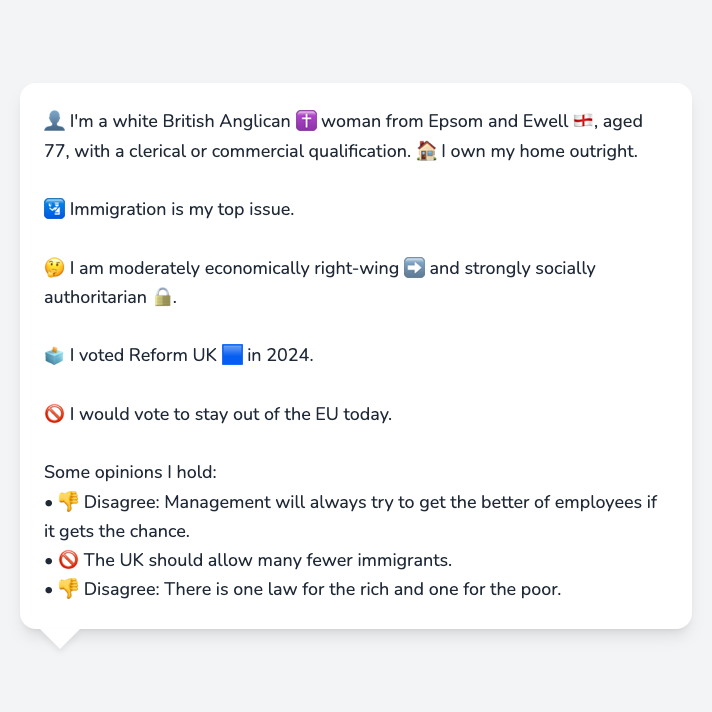 👤 I'm a white British Anglican ✝️ woman from Epsom and Ewell 🏴󠁧󠁢󠁥󠁮󠁧󠁿, aged
77, with a clerical or commercial qualification. 🏠 I own my home outright.
🛂 Immigration is my top issue.
🤔 I am moderately economically right-wing ➡️ and strongly socially
authoritarian 🔒.
🗳️ I voted Reform UK 🟦 in 2024.
🚫 I would vote to stay out of the EU today.
Some opinions I hold:
• 👎 Disagree: Management will always try to get the better of employees if
it gets the chance.
• 🚫 The UK should allow many fewer immigrants.
• 👎 Disagree: There is one law for the rich and one for the poor.